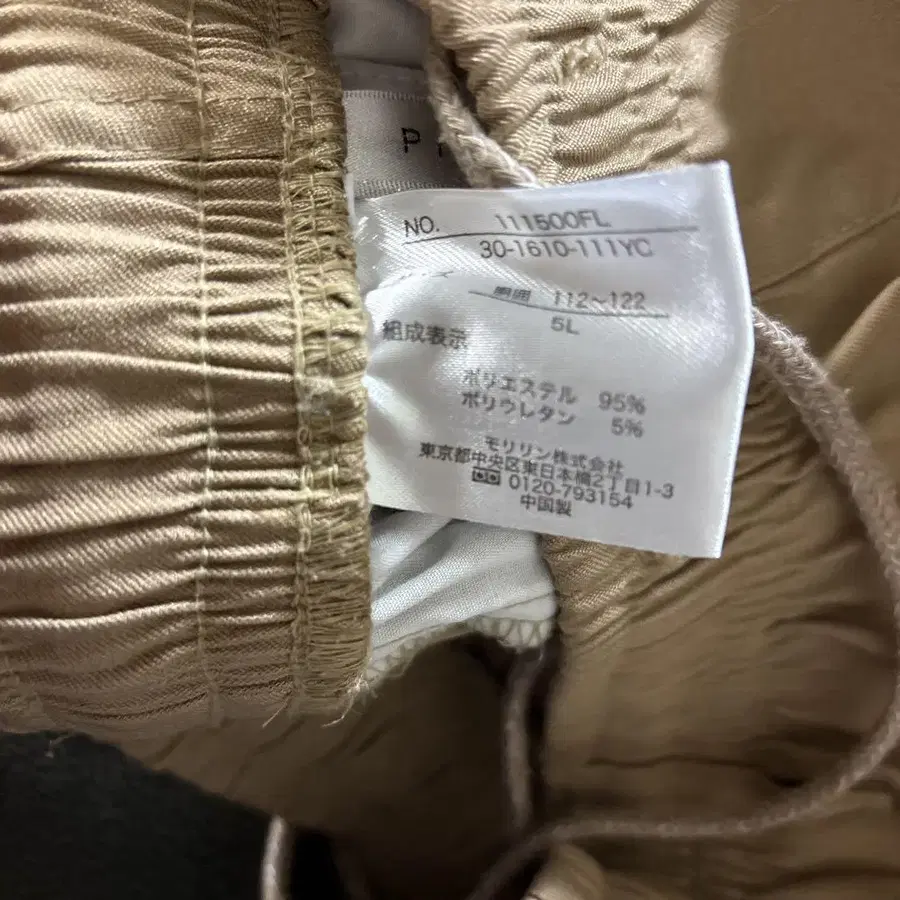 P
NO. 111500FL
30-1610-111YC
胴囲 112~122
5L
組成表示
ポリエステル 95%
ポリウレタン 5%
モリリン株式会社
東京都中央区東日本橋2丁目1-3
0120-793154
中国製